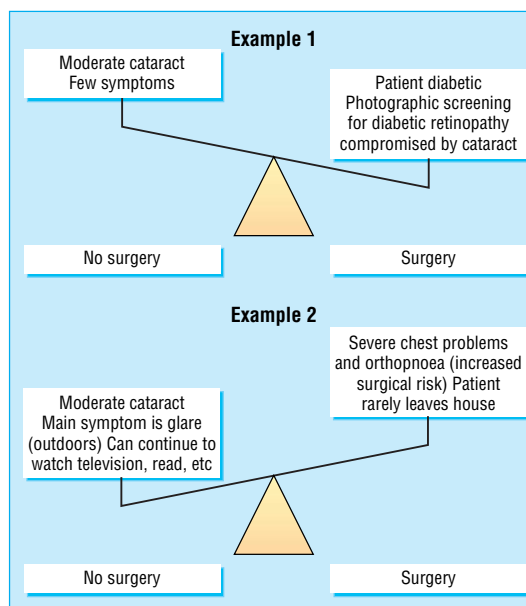 Example 1
Moderate cataract
Few symptoms
Patient diabetic
Photographic screening
for diabetic retinopathy
compromised by cataract
No surgery
Surgery
Example 2
Severe chest problems
and orthopnoea (increased
surgical risk) Patient
rarely leaves house
Moderate cataract
Main symptom is glare
(outdoors) Can continue to
watch television, read, etc
No surgery
Surgery